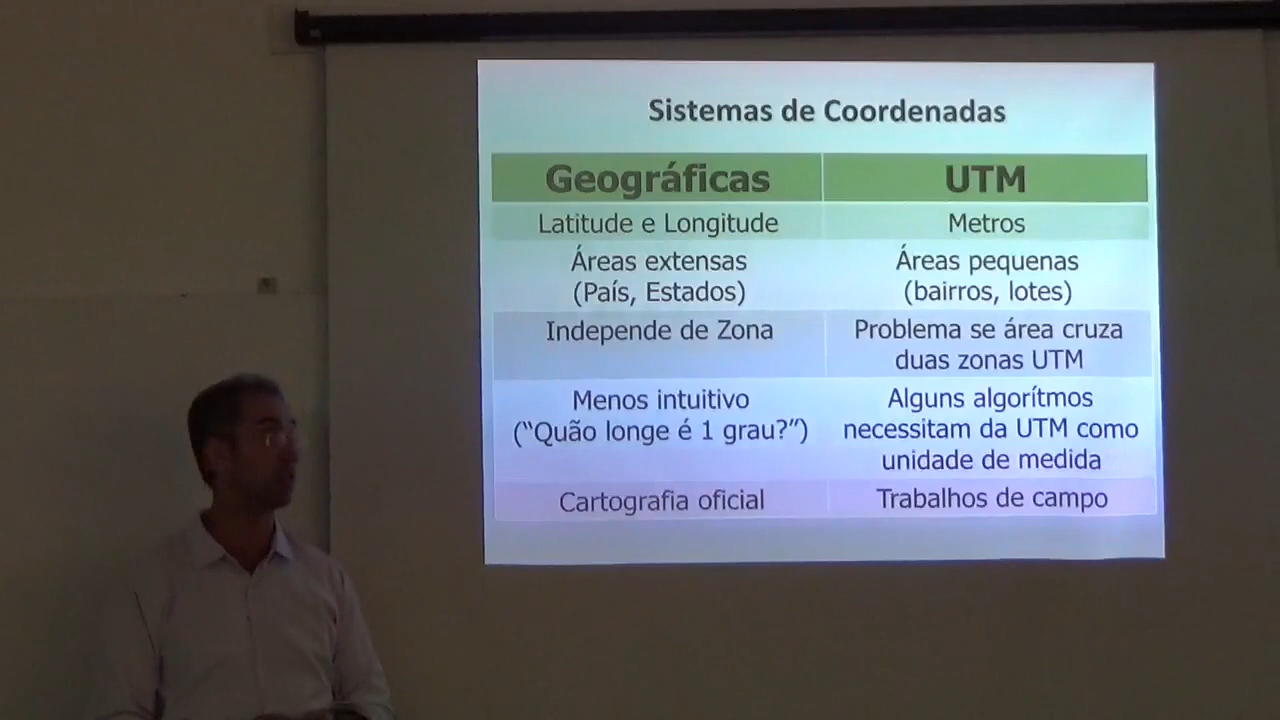 Sistemas de Coordenadas
Geográficas UTM
Latitude e Longitude Metros
Áreas extensas Áreas pequenas
(País, Estados) (bairros, lotes)
Independe de Zona Problema se área cruza
duas zonas UTM
Menos intuitivo Alguns algorítmos
("Quão longe é 1 grau?") necessitam da UTM como
unidade de medida
Cartografia oficial Trabalhos de campo